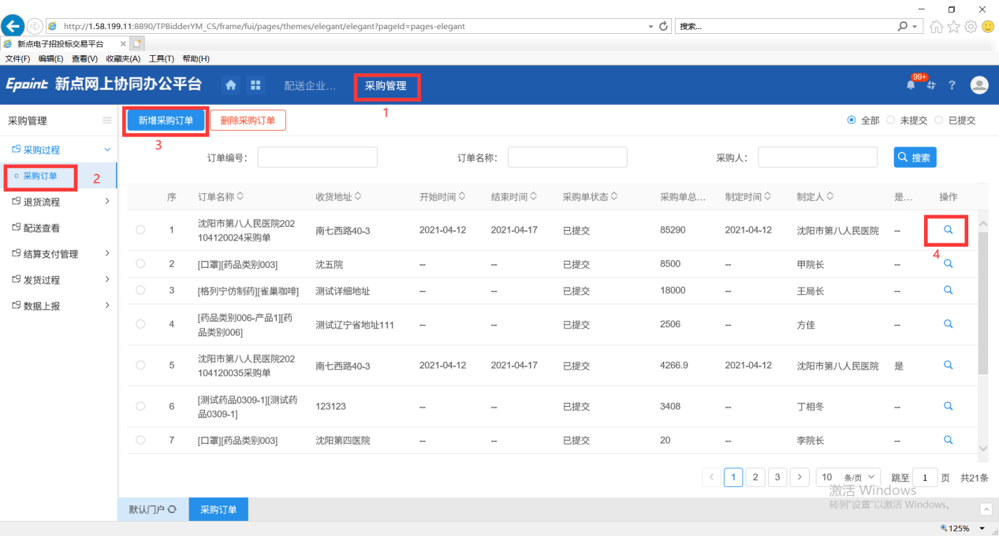 http://1.58.199.11:8890/TPBidderYM_CS/frame/fui/pages/themes/elegant/elegant?pageId=pages-elegant
搜索...
新点电子招投标交易平台
文件(F) 编辑(E) 查看(V) 收藏夹(A) 工具(T) 帮助(H)
Epoint 新点网上协同办公平台
配送企业...
采购管理
99+
?
1
采购管理
新增采购订单
删除采购订单
全部 未提交 已提交
3
采购过程
订单编号:
订单名称:
采购人:
搜索
采购订单
2
退货流程
配送查看
结算支付管理
发货过程
数据上报
序 订单名称 收货地址 开始时间 结束时间 采购单状态 采购单总... 制定时间 制定人 是... 操作
1 沈阳市第八人民医院202
104120024采购单 南七西路40-3 2021-04-12 2021-04-17 已提交 85290 2021-04-12 沈阳市第八人民医院 --
4
2 [口罩][药品类别003] 沈五院 -- -- 已提交 8500 -- 甲院长 --
3 [格列宁仿制药][雀巢咖啡] 测试详细地址 -- -- 已提交 18000 -- 王局长 --
4 [药品类别006-产品1][药
品类别006] 测试辽宁省地址111 -- -- 已提交 2506 -- 方佳 --
5 沈阳市第八人民医院202
104120035采购单 南七西路40-3 2021-04-12 2021-04-17 已提交 4266.9 2021-04-12 沈阳市第八人民医院 是
6 [测试药品0309-1][测试药
品0309-1] 123123 -- -- 已提交 3408 -- 丁相冬 --
7 [口罩][药品类别003] 沈阳第四医院 -- -- 已提交 20 -- 李院长 --
1 2 3 10 条/页 跳至 1 页 共21条
激活 Windows
转到"设置"以激活 Windows。
默认门户
采购订单
125%